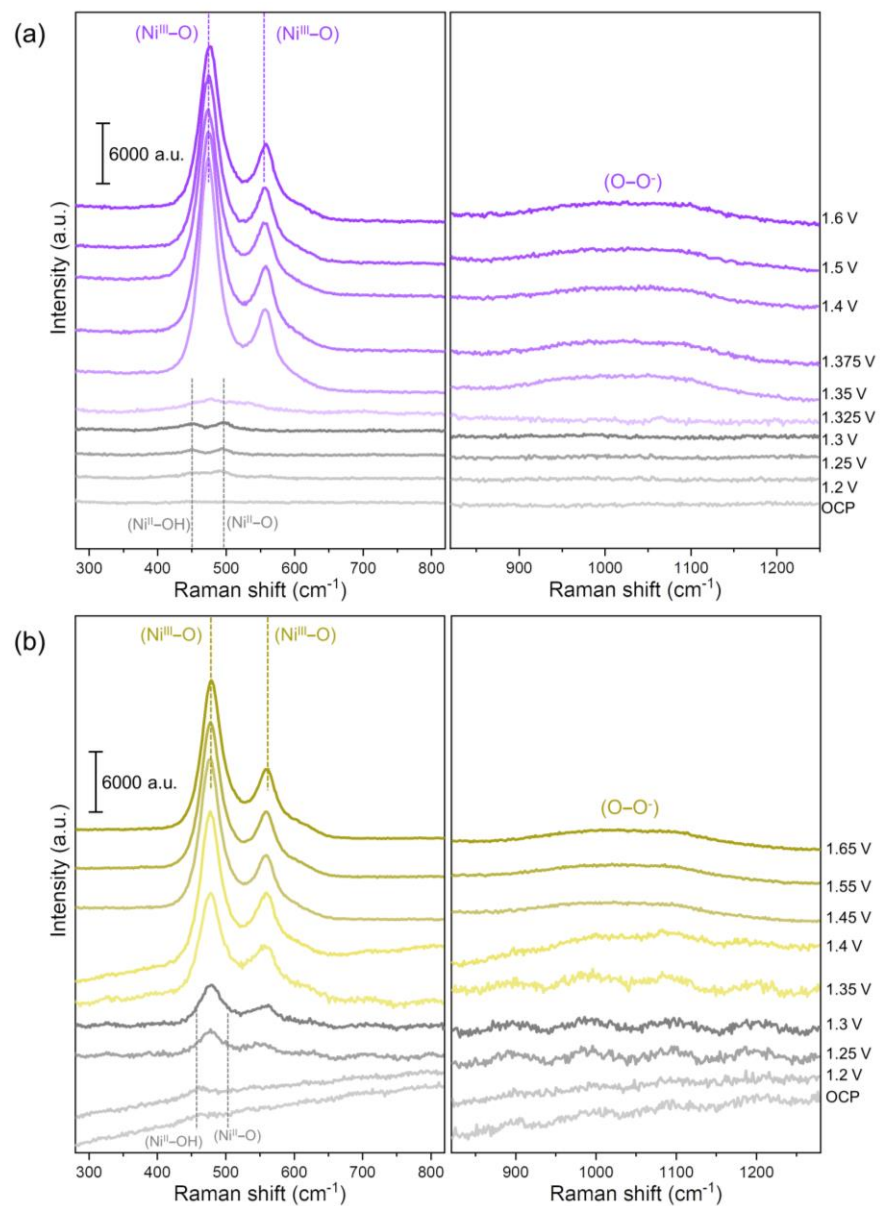 (a)
(Niᴵᴵᴵ–O) (Niᴵᴵᴵ–O)
6000 a.u.
(O–O⁻)
1.6 V
1.5 V
1.4 V
1.375 V
1.35 V
1.325 V
1.3 V
1.25 V
1.2 V
OCP
(Niᴵᴵ–OH) (Niᴵᴵ–O)
Intensity (a.u.)
300 400 500 600 700 800
900 1000 1100 1200
Raman shift (cm⁻¹) Raman shift (cm⁻¹)
(b)
(Niᴵᴵᴵ–O) (Niᴵᴵᴵ–O)
6000 a.u.
(O–O⁻)
1.65 V
1.55 V
1.45 V
1.4 V
1.35 V
1.3 V
1.25 V
1.2 V
OCP
(Niᴵᴵ–OH) (Niᴵᴵ–O)
Intensity (a.u.)
300 400 500 600 700 800
900 1000 1100 1200
Raman shift (cm⁻¹) Raman shift (cm⁻¹)